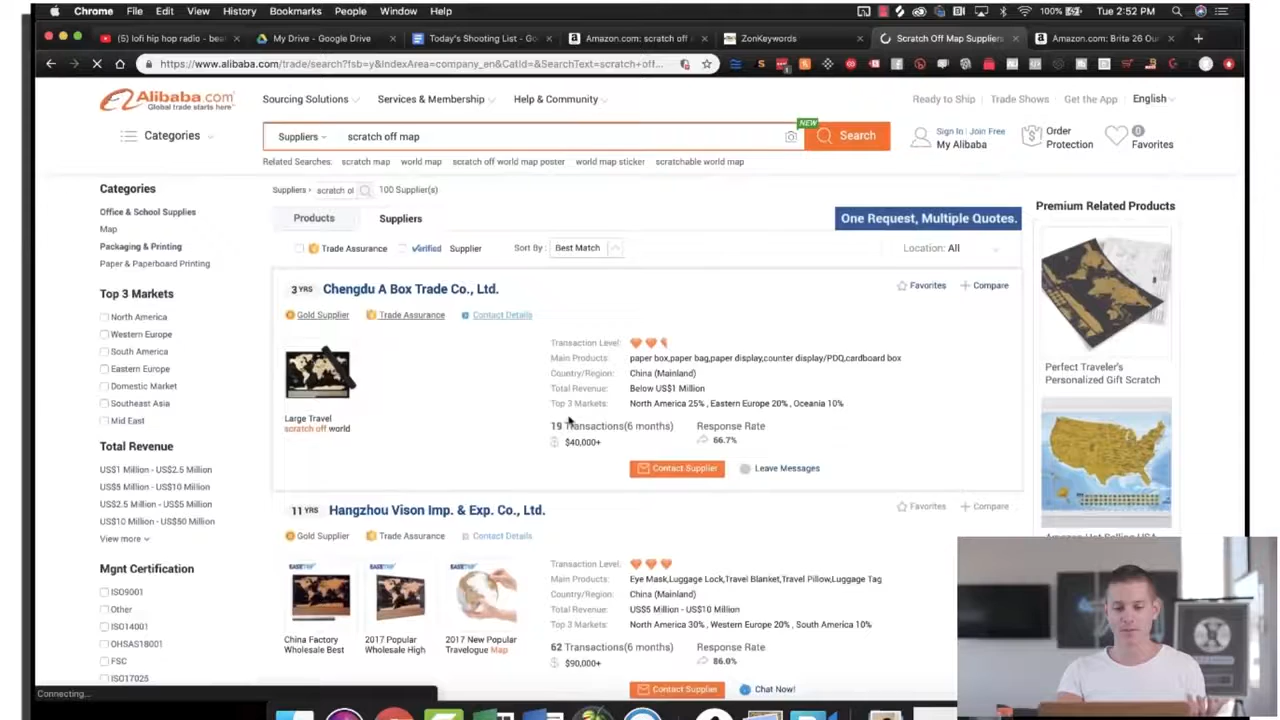 Chrome File Edit View History Bookmarks People Window Help 100% Tue 2:52 PM
(5) lofi hip hop radio - bea
My Drive - Google Drive
Today's Shooting List - Go
Amazon.com: scratch off
ZonKeywords
Scratch Off Map Suppliers
Amazon.com: Brita 26 Ou
https://www.alibaba.com/trade/search?fsb=y&IndexArea=company_en&CatId=&SearchText=scratch+off...
Alibaba.com
Global trade starts here
Sourcing Solutions
Services & Membership
Help & Community
Ready to Ship
Trade Shows
Get the App
English
Categories
Suppliers
scratch off map
NEW
Search
Sign In Join Free
My Alibaba
Order
Protection
0
Favorites
Related Searches: scratch map world map scratch off world map poster world map sticker scratchable world map
Categories
Office & School Supplies
Map
Packaging & Printing
Paper & Paperboard Printing
Top 3 Markets
North America
Western Europe
South America
Eastern Europe
Domestic Market
Southeast Asia
Mid East
Total Revenue
US$1 Million - US$2.5 Million
US$5 Million - US$10 Million
US$2.5 Million - US$5 Million
US$10 Million - US$50 Million
View more
Mgnt Certification
ISO9001
Other
ISO14001
OHSAS18001
FSC
ISO17025
Connecting...
Suppliers scratch of 100 Supplier(s)
Products
Suppliers
One Request, Multiple Quotes.
Trade Assurance Verified Supplier Sort By : Best Match Location: All
3 YRS Chengdu A Box Trade Co., Ltd.
Favorites Compare
Gold Supplier Trade Assurance Contact Details
Large Travel
scratch off world
Transaction Level:
Main Products: paper box,paper bag,paper display,counter display/PDQ,cardboard box
Country/Region: China (Mainland)
Total Revenue: Below US$1 Million
Top 3 Markets: North America 25% , Eastern Europe 20% , Oceania 10%
19 Transactions(6 months) Response Rate
$40,000+ 66.7%
Contact Supplier Leave Messages
11 YRS Hangzhou Vison Imp. & Exp. Co., Ltd.
Favorites Compare
Gold Supplier Trade Assurance Contact Details
China Factory
Wholesale Best
2017 Popular
Wholesale High
2017 New Popular
Travelogue Map
Transaction Level:
Main Products: Eye Mask,Luggage Lock,Travel Blanket,Travel Pillow,Luggage Tag
Country/Region: China (Mainland)
Total Revenue: US$5 Million - US$10 Million
Top 3 Markets: North America 30% , Western Europe 20% , South America 10%
62 Transactions(6 months) Response Rate
$90,000+ 86.0%
Contact Supplier Chat Now!
Premium Related Products
Perfect Traveler's
Personalized Gift Scratch